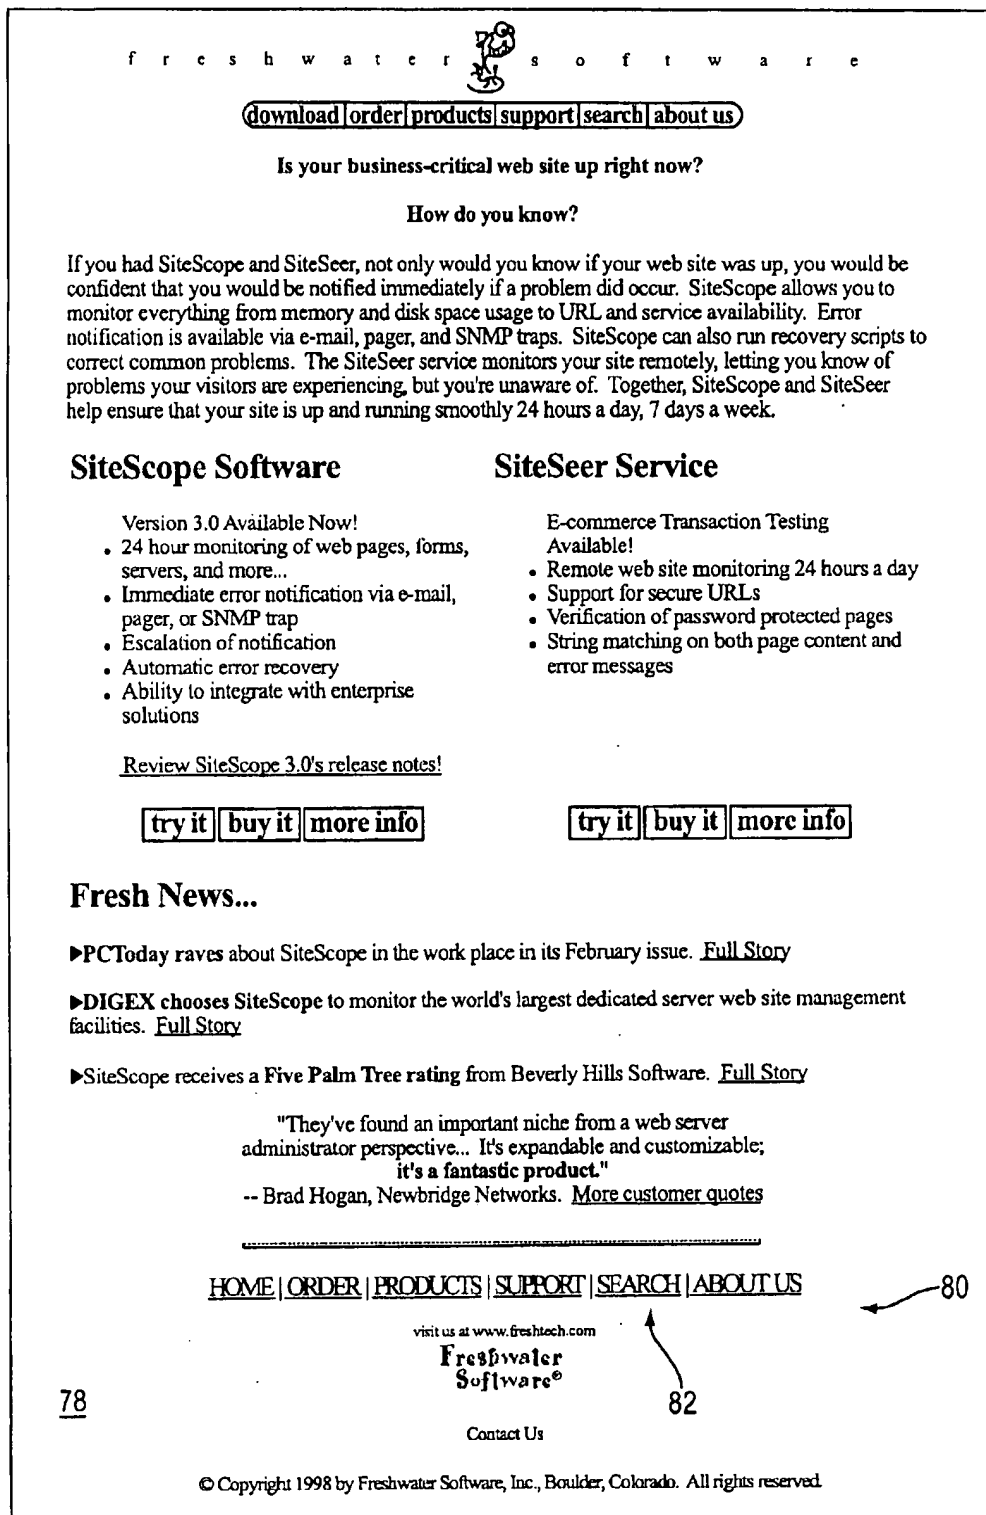 freshwater software
download order products support search about us
Is your business-critical web site up right now?
How do you know?
If you had SiteScope and SiteSeer, not only would you know if your web site was up, you would be
confident that you would be notified immediately if a problem did occur. SiteScope allows you to
monitor everything from memory and disk space usage to URL and service availability. Error
notification is available via e-mail, pager, and SNMP traps. SiteScope can also run recovery scripts to
correct common problems. The SiteSeer service monitors your site remotely, letting you know of
problems your visitors are experiencing, but you're unaware of. Together, SiteScope and SiteSeer
help ensure that your site is up and running smoothly 24 hours a day, 7 days a week.
SiteScope Software
Version 3.0 Available Now!
• 24 hour monitoring of web pages, forms,
servers, and more...
• Immediate error notification via e-mail,
pager, or SNMP trap
• Escalation of notification
• Automatic error recovery
• Ability to integrate with enterprise
solutions
Review SiteScope 3.0's release notes!
try it buy it more info
SiteSeer Service
E-commerce Transaction Testing
Available!
• Remote web site monitoring 24 hours a day
• Support for secure URLs
• Verification of password protected pages
• String matching on both page content and
error messages
try it buy it more info
Fresh News...
▶PCToday raves about SiteScope in the work place in its February issue. Full Story
▶DIGEX chooses SiteScope to monitor the world's largest dedicated server web site management
facilities. Full Story
▶SiteScope receives a Five Palm Tree rating from Beverly Hills Software. Full Story
"They've found an important niche from a web server
administrator perspective... It's expandable and customizable;
it's a fantastic product."
-- Brad Hogan, Newbridge Networks. More customer quotes
HOME | ORDER | PRODUCTS | SUPPORT | SEARCH | ABOUT US
80
visit us at www.freshtech.com
Freshwater
Software®
78
82
Contact Us
© Copyright 1998 by Freshwater Software, Inc., Boulder, Colorado. All rights reserved.